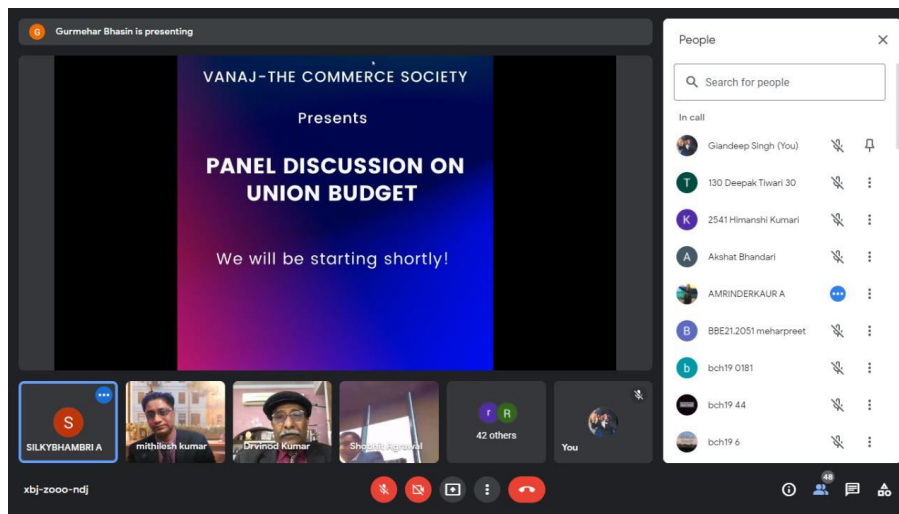 G
Gurmehar Bhasin is presenting
VANAJ-THE COMMERCE SOCIETY
Presents
PANEL DISCUSSION ON
UNION BUDGET
We will be starting shortly!
S
SILKYBHAMBRI A
mithilesh kumar
Drvinod Kumar
Shobhit Agrawal
r R
42 others
You
xbj-zooo-ndj
People
Search for people
In call
Giandeep Singh (You)
T
130 Deepak Tiwari 30
K
2541 Himanshi Kumari
A
Akshat Bhandari
AMRINDERKAUR A
B
BBE21.2051 meharpreet
b
bch19 0181
bch19 44
bch19 6
48